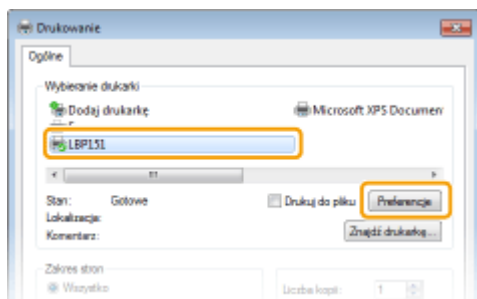 Drukowanie
Ogólne
Wybieranie drukarki
Dodaj drukarkę Microsoft XPS Documen
LBP151
Stan: Gotowe Drukuj do pliku Preferencje
Lokalizacja:
Komentarz: Znajdź drukarkę...
Zakres stron
Wszystko Liczba kopii: 1